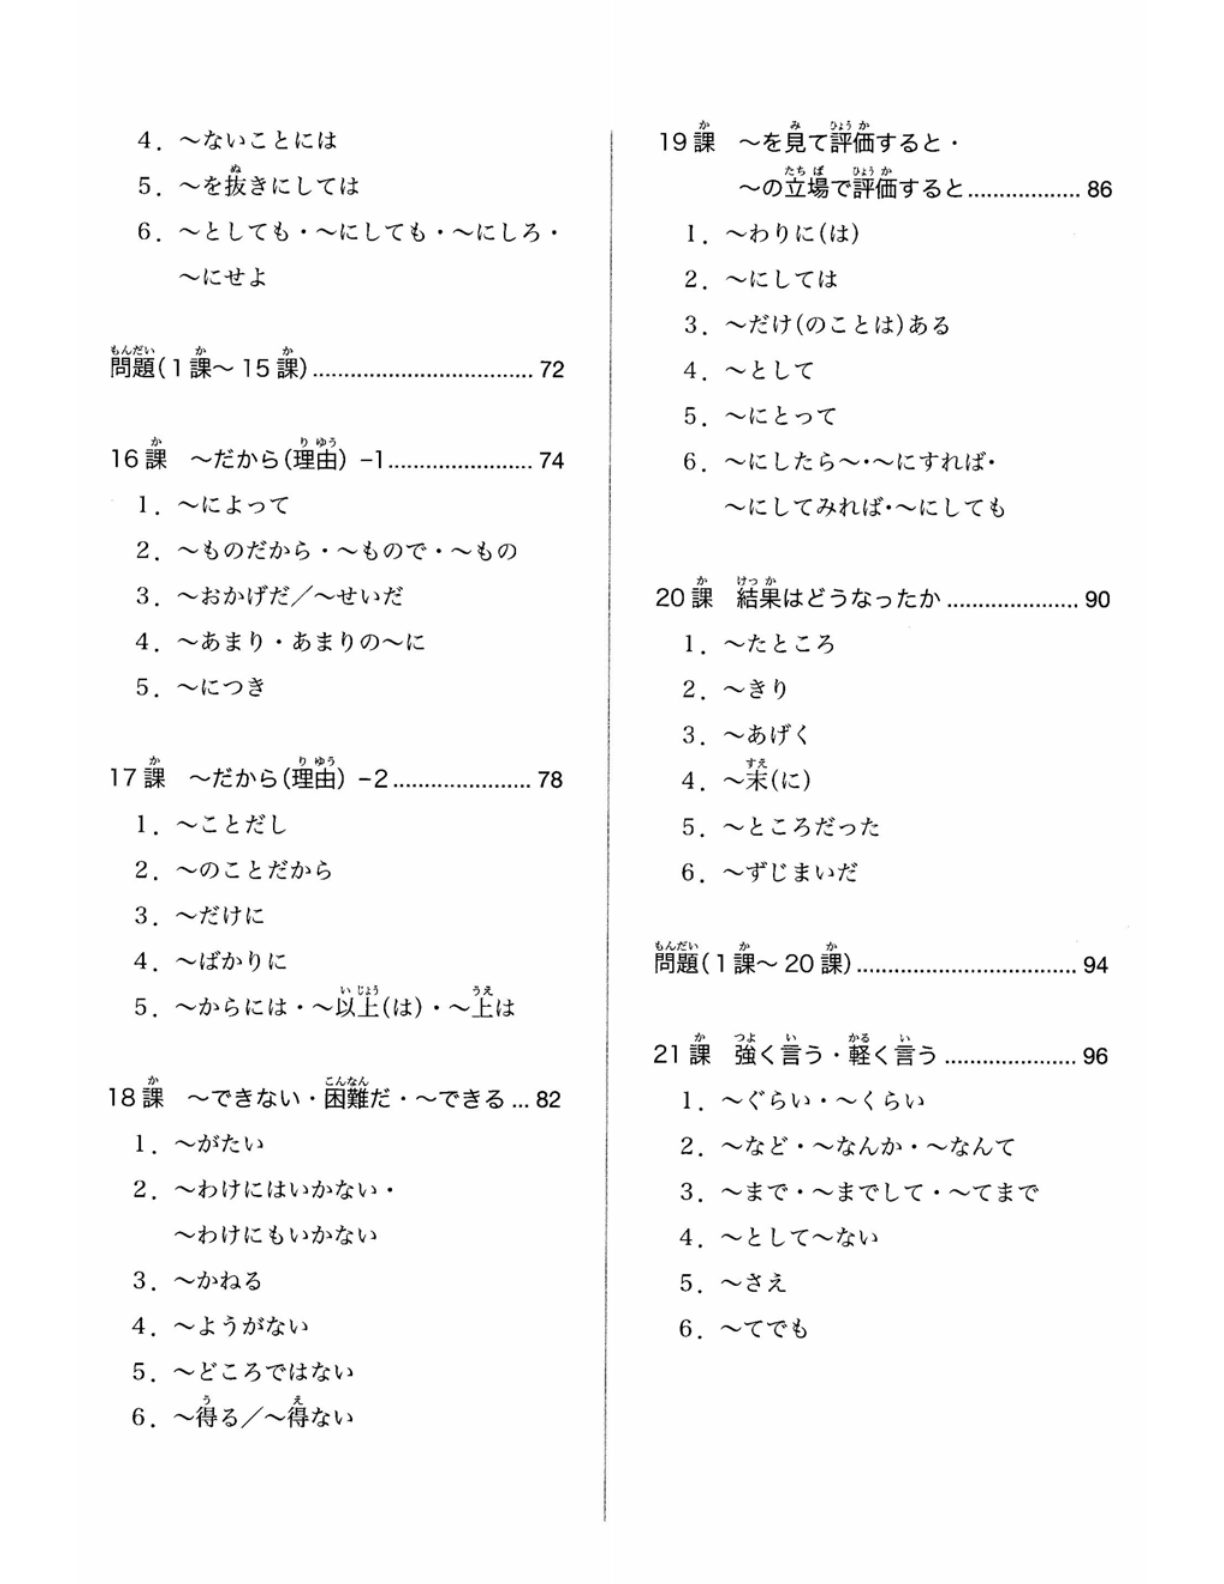 4．～ないことには
5．～を抜きにしては
6．～としても・～にしても・～にしろ・
～にせよ
問題(1課～15課)................................... 72
16課　～だから(理由) −1....................... 74
1．～によって
2．～ものだから・～もので・～もの
3．～おかげだ／～せいだ
4．～あまり・あまりの～に
5．～につき
17課　～だから(理由) −2...................... 78
1．～ことだし
2．～のことだから
3．～だけに
4．～ばかりに
5．～からには・～以上(は)・～上は
18課　～できない・困難だ・～できる ... 82
1．～がたい
2．～わけにはいかない・
～わけにもいかない
3．～かねる
4．～ようがない
5．～どころではない
6．～得る／～得ない
19課　～を見て評価すると・
～の立場で評価すると.................. 86
1．～わりに(は)
2．～にしては
3．～だけ(のことは)ある
4．～として
5．～にとって
6．～にしたら～・～にすれば・
～にしてみれば・～にしても
20課　結果はどうなったか ..................... 90
1．～たところ
2．～きり
3．～あげく
4．～末(に)
5．～ところだった
6．～ずじまいだ
問題(1課～20課)................................... 94
21課　強く言う・軽く言う ..................... 96
1．～ぐらい・～くらい
2．～など・～なんか・～なんて
3．～まで・～までして・～てまで
4．～として～ない
5．～さえ
6．～てでも